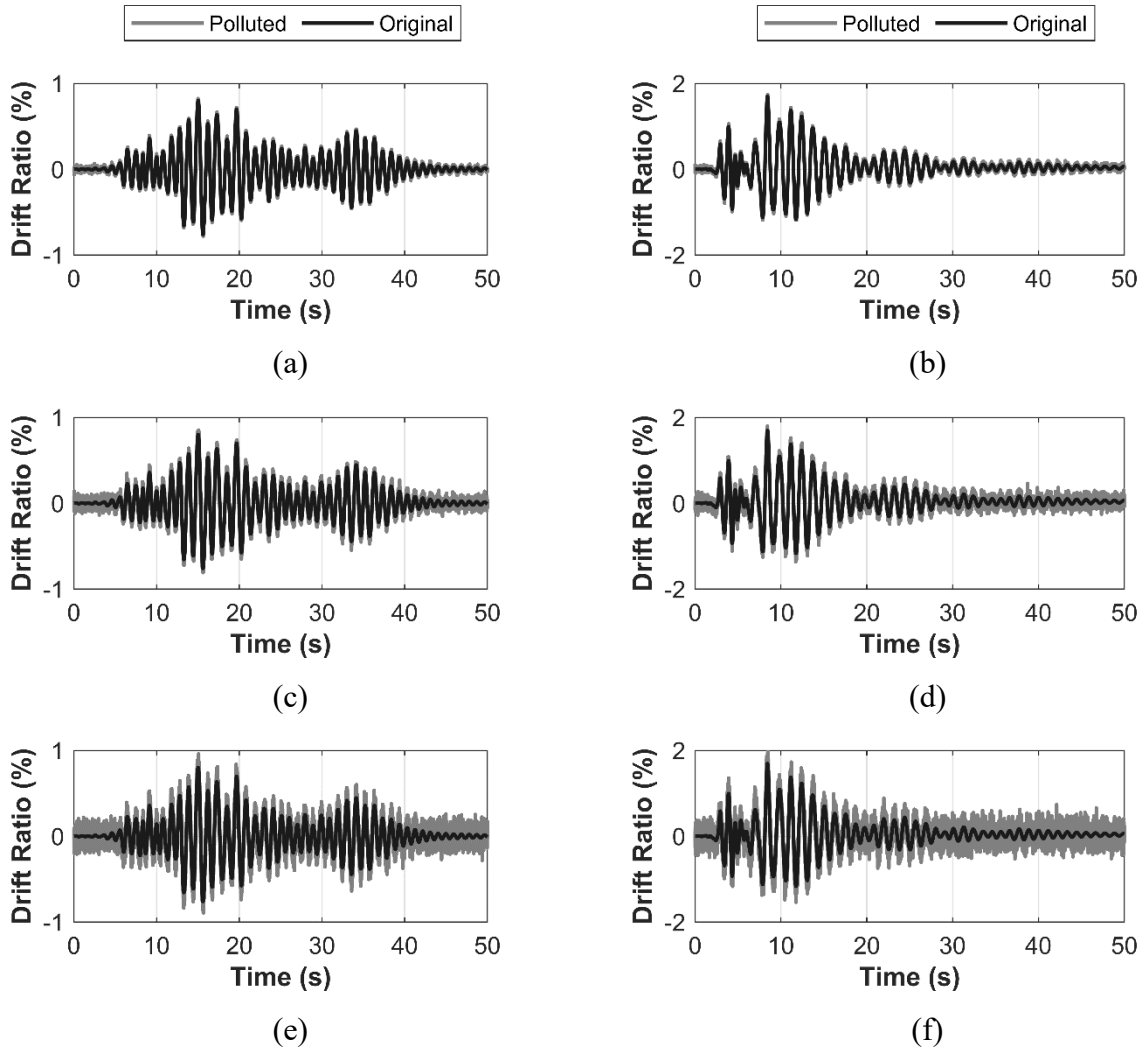 Polluted Original
Polluted Original
1
0
-1
Drift Ratio (%)
0 10 20 30 40 50
Time (s)
(a)
2
0
-2
Drift Ratio (%)
0 10 20 30 40 50
Time (s)
(b)
1
0
-1
Drift Ratio (%)
0 10 20 30 40 50
Time (s)
(c)
2
0
-2
Drift Ratio (%)
0 10 20 30 40 50
Time (s)
(d)
1
0
-1
Drift Ratio (%)
0 10 20 30 40 50
Time (s)
(e)
2
0
-2
Drift Ratio (%)
0 10 20 30 40 50
Time (s)
(f)